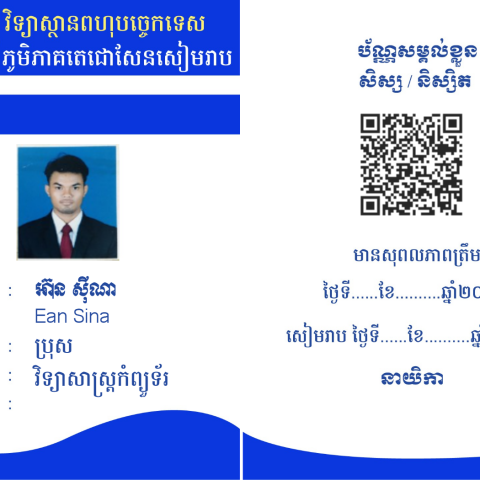 វិទ្យាស្ថានពហុបច្ចេកទេស
ភូមិភាគតេជោសែនសៀមរាប
: អ៊ុន ស៊ីណា
Ean Sina
: ប្រុស
: វិទ្យាសាស្ត្រកំព្យូទ័រ
:
ប័ណ្ណសម្គាល់ខ្លួន
សិស្ស / និស្សិត
មានសុពលភាពត្រឹម
ថ្ងៃទី......ខែ..........ឆ្នាំ២០
សៀមរាប ថ្ងៃទី......ខែ..........ឆ្នាំ
នាយិកា